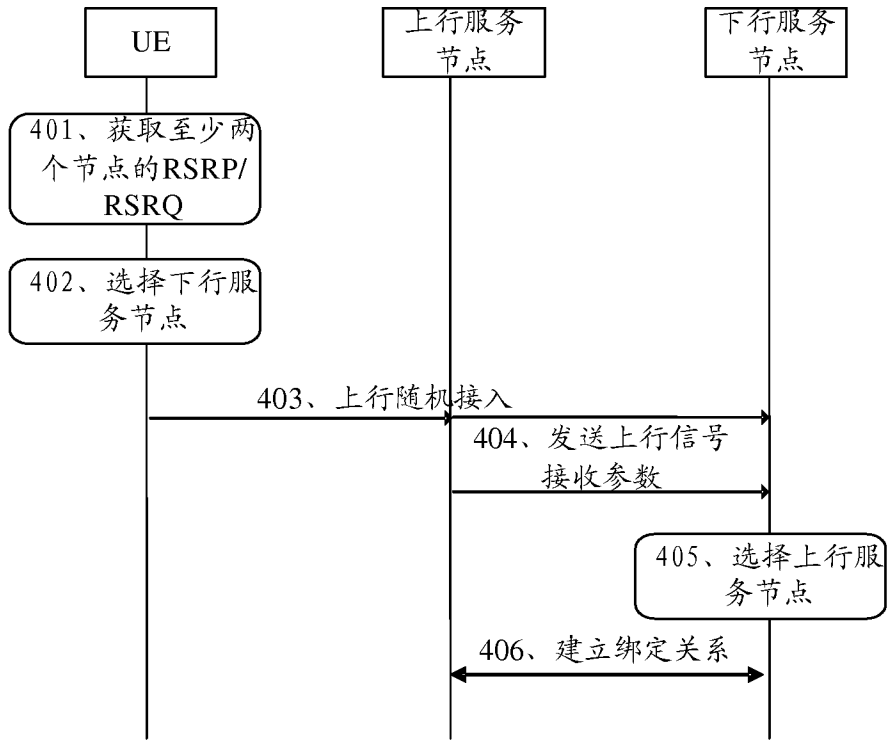 UE
上行服务
节点
下行服务
节点
401、获取至少两
个节点的RSRP/
RSRQ
402、选择下行服
务节点
403、上行随机接入
404、发送上行信号
接收参数
405、选择上行服
务节点
406、建立绑定关系